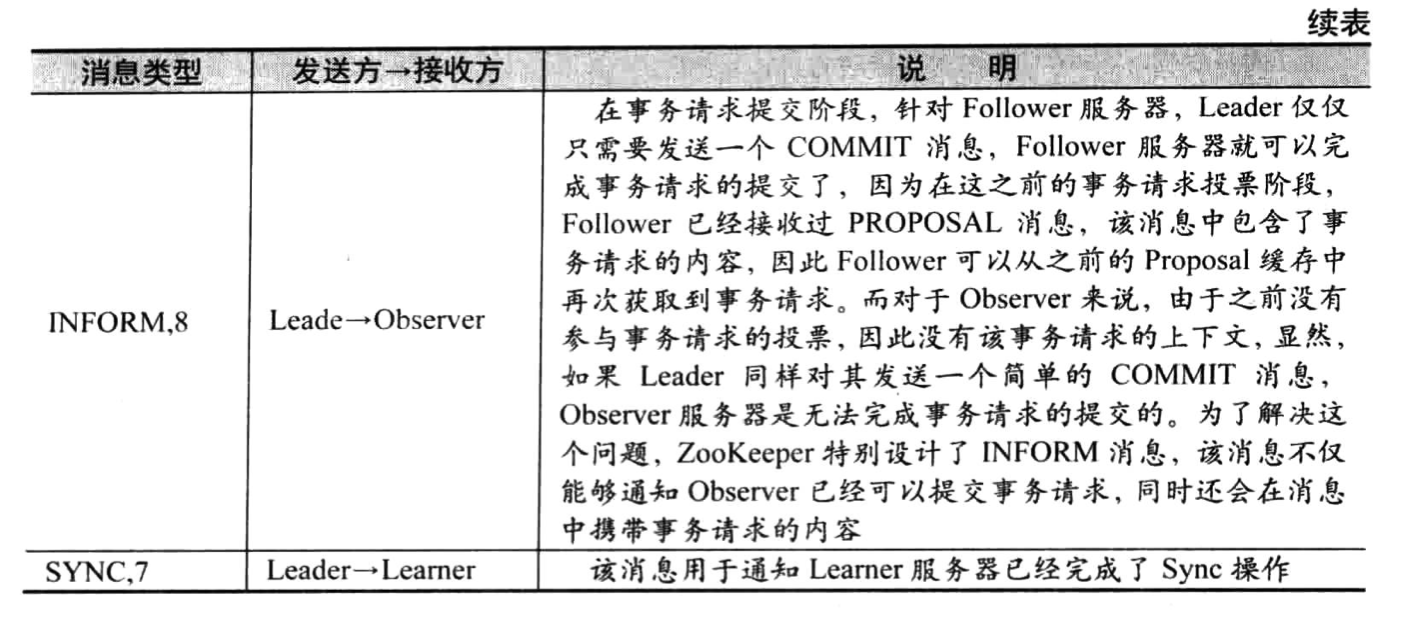 续表
消息类型 发送方→接收方 说 明
在事务请求提交阶段，针对 Follower 服务器，Leader 仅仅
只需要发送一个 COMMIT 消息，Follower 服务器就可以完
成事务请求的提交了，因为在这之前的事务请求投票阶段，
Follower 已经接收过 PROPOSAL 消息，该消息中包含了事
务请求的内容，因此 Follower 可以从之前的 Proposal 缓存中
再次获取到事务请求。而对于 Observer 来说，由于之前没有
INFORM,8 Leade→Observer
参与事务请求的投票，因此没有该事务请求的上下文，显然，
如果 Leader 同样对其发送一个简单的 COMMIT 消息，
Observer 服务器是无法完成事务请求的提交的。为了解决这
个问题，ZooKeeper 特别设计了 INFORM 消息，该消息不仅
能够通知 Observer 已经可以提交事务请求，同时还会在消息
中携带事务请求的内容
SYNC,7 Leader→Learner 该消息用于通知 Learner 服务器已经完成了 Sync 操作